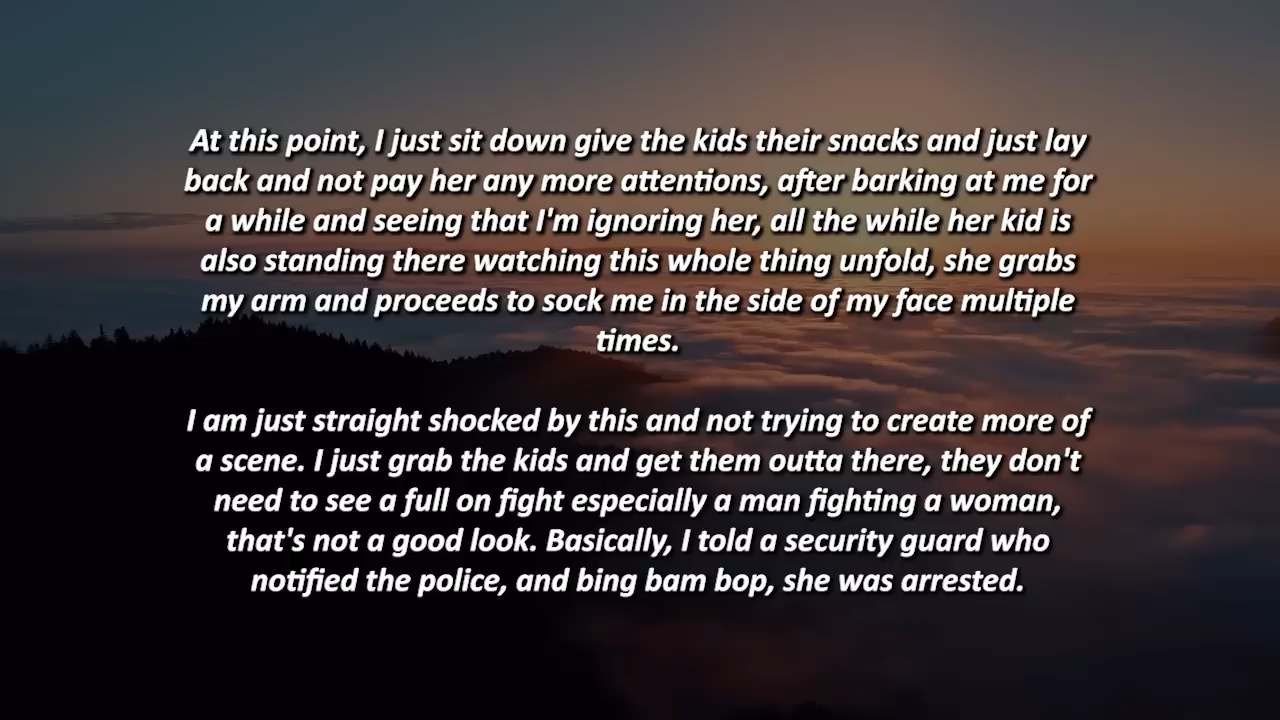 At this point, I just sit down give the kids their snacks and just lay
back and not pay her any more attentions, after barking at me for
a while and seeing that I'm ignoring her, all the while her kid is
also standing there watching this whole thing unfold, she grabs
my arm and proceeds to sock me in the side of my face multiple
times.
I am just straight shocked by this and not trying to create more of
a scene. I just grab the kids and get them outta there, they don't
need to see a full on fight especially a man fighting a woman,
that's not a good look. Basically, I told a security guard who
notified the police, and bing bam bop, she was arrested.